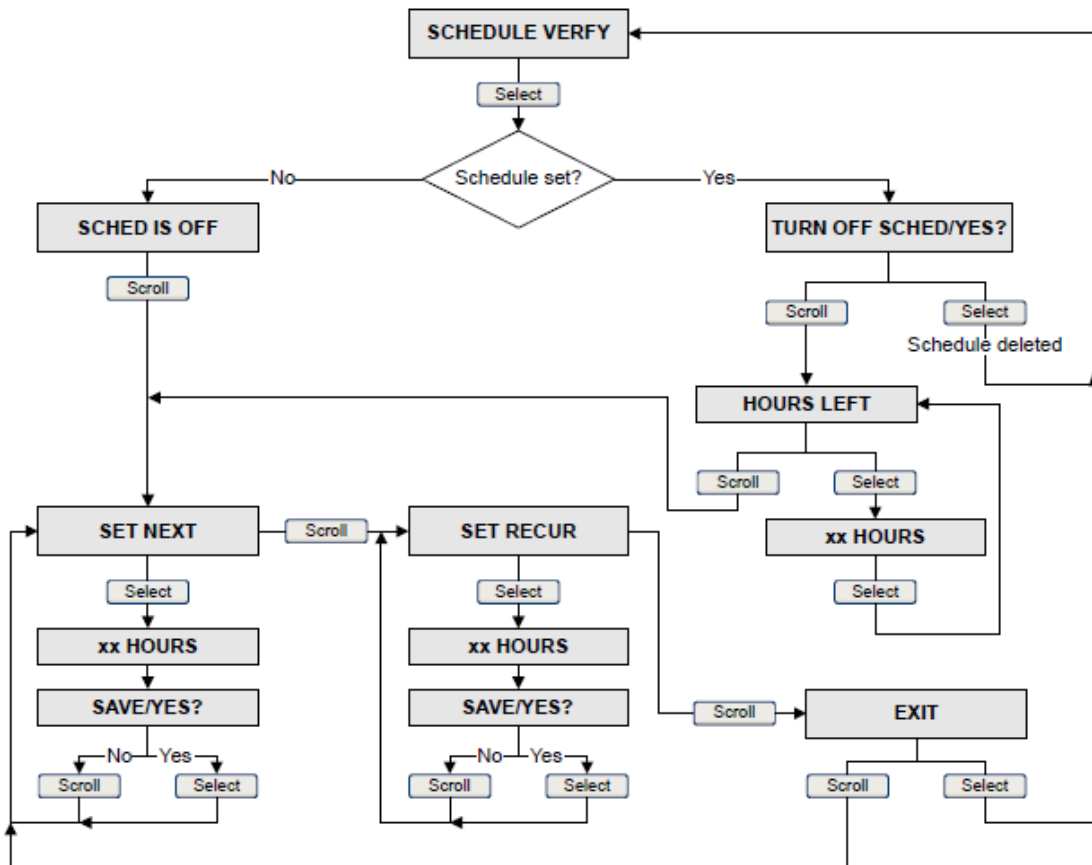 SCHEDULE VERFY
Select
Schedule set?
No
Yes
SCHED IS OFF
TURN OFF SCHED/YES?
Scroll
Scroll
Select
Schedule deleted
HOURS LEFT
Scroll
Select
SET NEXT
Scroll
SET RECUR
xx HOURS
Select
Select
Select
xx HOURS
xx HOURS
SAVE/YES?
SAVE/YES?
Scroll
EXIT
No
Yes
No
Yes
Scroll
Select
Scroll
Select
Scroll
Select